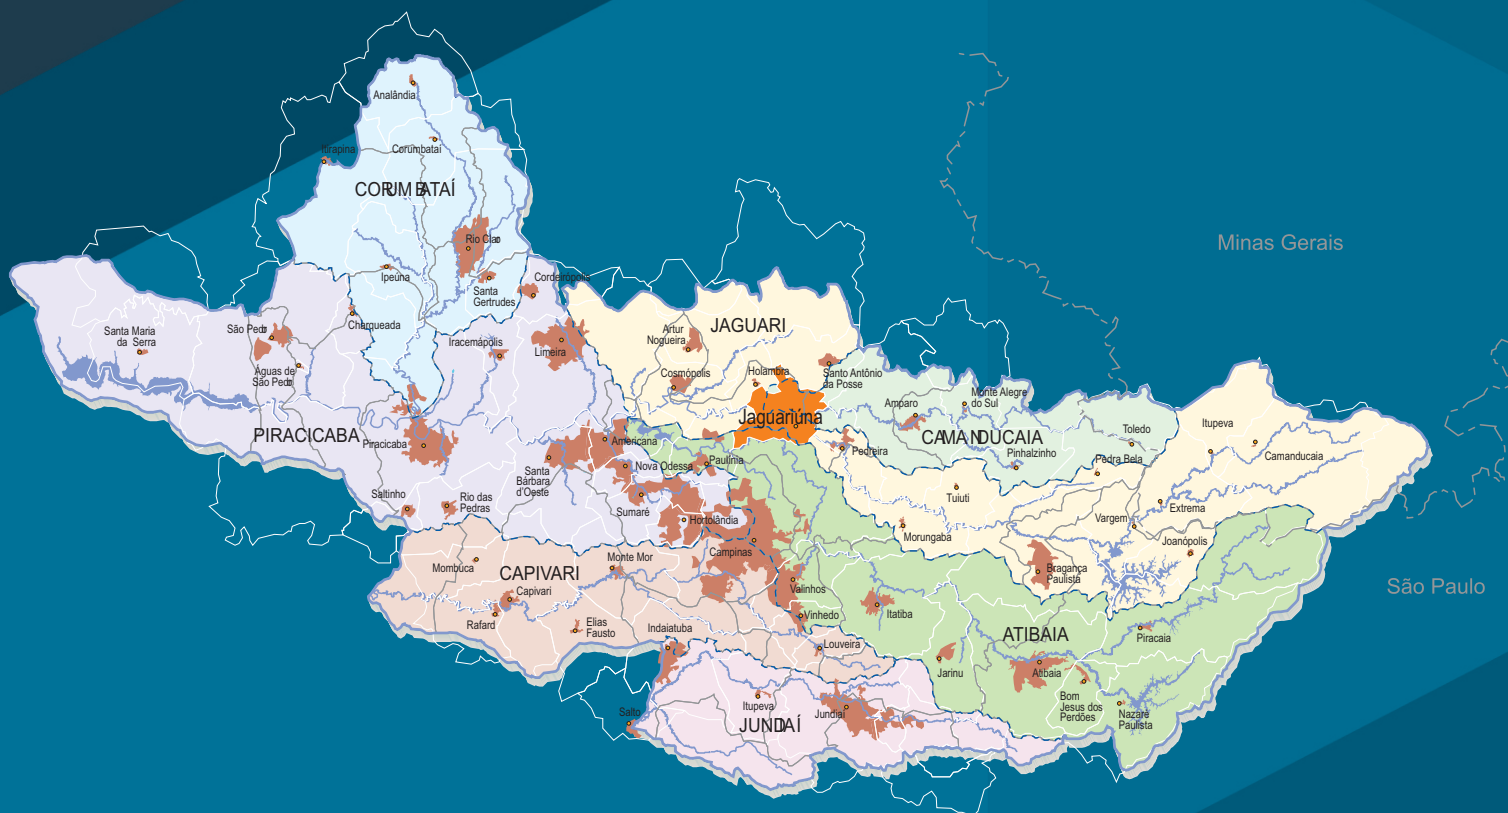 Analândia
Corumbataí
Itirapina
CORUMBATAÍ
Rio Claro
Ipeúna
Santa
Gertrudes
Cordeirópolis
Charqueada
Santa Maria
da Serra
São Pedro
Águas de
São Pedro
Iracemápolis
Limeira
PIRACICABA
Piracicaba
Saltinho
Rio das
Pedras
Santa
Bárbara
d'Oeste
Americana
Nova Odessa
Sumaré
Hortolândia
Paulínia
JAGUARI
Artur
Nogueira
Cosmópolis
Holambra
Santo Antônio
da Posse
Jaguariúna
Pedreira
Amparo
Monte Alegre
do Sul
CAMANDUCAIA
Pinhalzinho
Toledo
Pedra Bela
Itupeva
Camanducaia
Tuiuti
Morungaba
Vargem
Extrema
Joanópolis
Bragança
Paulista
Minas Gerais
São Paulo
Mombuca
CAPIVARI
Capivari
Rafard
Elias
Fausto
Monte Mor
Campinas
Indaiatuba
Valinhos
Vinhedo
Louveira
Itatiba
ATIBAIA
Jarinu
Atibaia
Piracaia
Bom
Jesus dos
Perdões
Nazaré
Paulista
Salto
Itupeva
Jundiaí
JUNDIAÍ